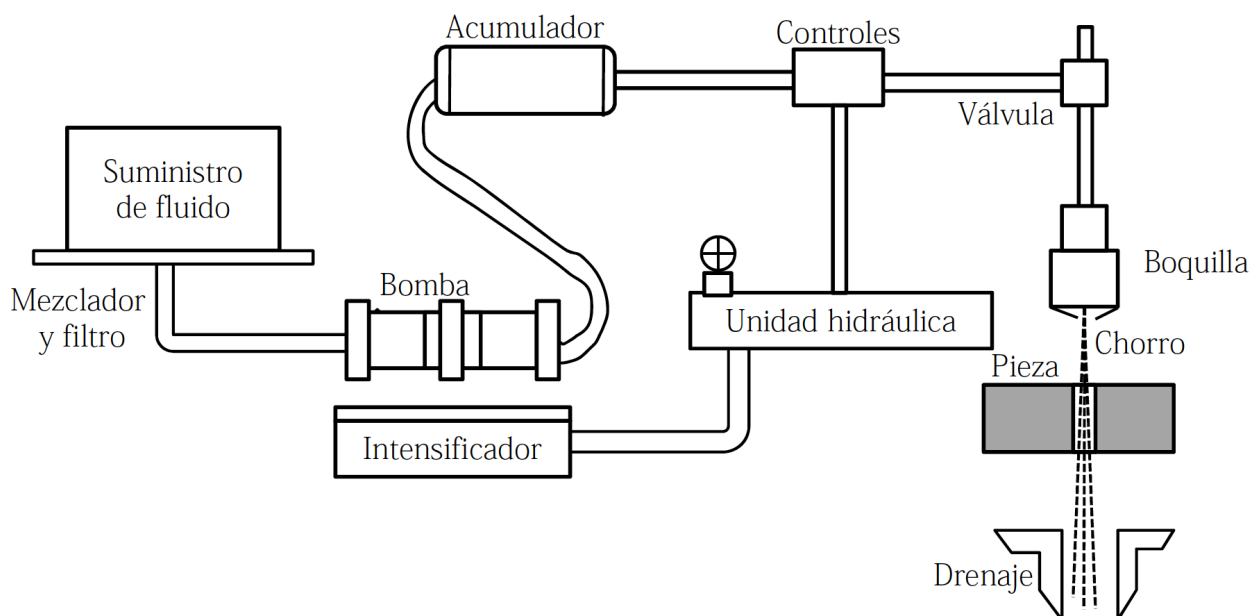 Acumulador
Controles
Válvula
Suministro
de fluido
Mezclador
y filtro
Bomba
Boquilla
Unidad hidráulica
Chorro
Pieza
Intensificador
Drenaje